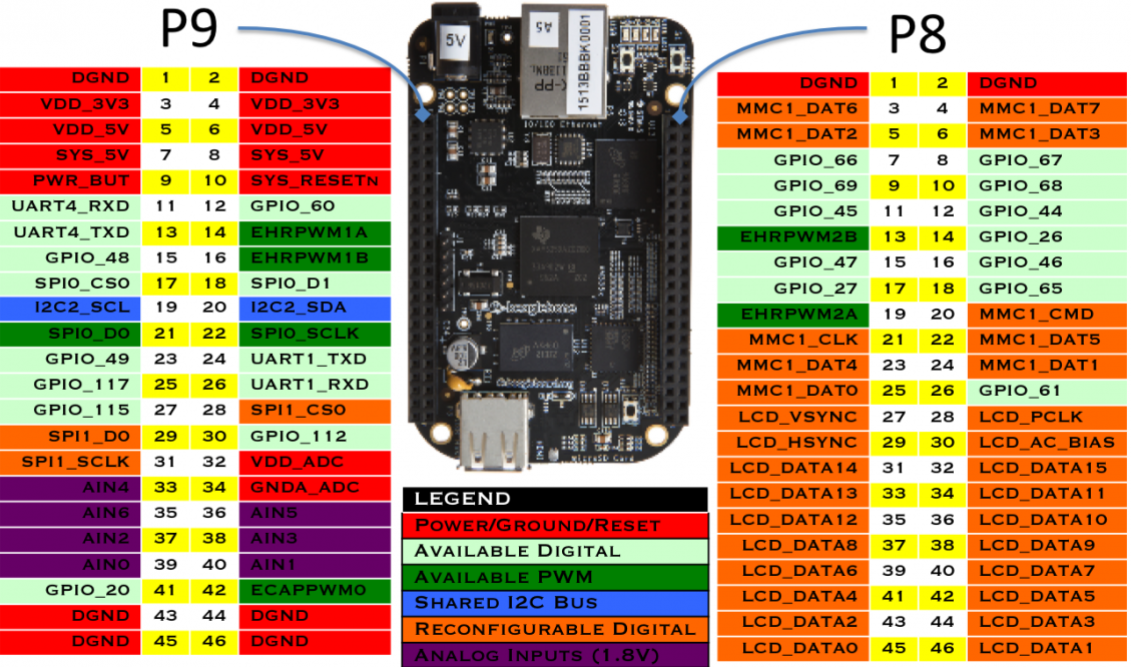 P9
P8
DGND 1 2 DGND
VDD_3V3 3 4 VDD_3V3
VDD_5V 5 6 VDD_5V
SYS_5V 7 8 SYS_5V
PWR_BUT 9 10 SYS_RESETN
UART4_RXD 11 12 GPIO_60
UART4_TXD 13 14 EHRPWM1A
GPIO_48 15 16 EHRPWM1B
SPI0_CS0 17 18 SPI0_D1
I2C2_SCL 19 20 I2C2_SDA
SPI0_D0 21 22 SPI0_SCLK
GPIO_49 23 24 UART1_TXD
GPIO_117 25 26 UART1_RXD
GPIO_115 27 28 SPI1_CS0
SPI1_D0 29 30 GPIO_112
SPI1_SCLK 31 32 VDD_ADC
AIN4 33 34 GNDA_ADC
AIN6 35 36 AIN5
AIN2 37 38 AIN3
AIN0 39 40 AIN1
GPIO_20 41 42 ECAPPWM0
DGND 43 44 DGND
DGND 45 46 DGND
5V
A5
1513BBBK0001
10/100 Ethernet
beaglebone
microSD Card
LEGEND
POWER/GROUND/RESET
AVAILABLE DIGITAL
AVAILABLE PWM
SHARED I2C BUS
RECONFIGURABLE DIGITAL
ANALOG INPUTS (1.8V)
DGND 1 2 DGND
MMC1_DAT6 3 4 MMC1_DAT7
MMC1_DAT2 5 6 MMC1_DAT3
GPIO_66 7 8 GPIO_67
GPIO_69 9 10 GPIO_68
GPIO_45 11 12 GPIO_44
EHRPWM2B 13 14 GPIO_26
GPIO_47 15 16 GPIO_46
GPIO_27 17 18 GPIO_65
EHRPWM2A 19 20 MMC1_CMD
MMC1_CLK 21 22 MMC1_DAT5
MMC1_DAT4 23 24 MMC1_DAT1
MMC1_DAT0 25 26 GPIO_61
LCD_VSYNC 27 28 LCD_PCLK
LCD_HSYNC 29 30 LCD_AC_BIAS
LCD_DATA14 31 32 LCD_DATA15
LCD_DATA13 33 34 LCD_DATA11
LCD_DATA12 35 36 LCD_DATA10
LCD_DATA8 37 38 LCD_DATA9
LCD_DATA6 39 40 LCD_DATA7
LCD_DATA4 41 42 LCD_DATA5
LCD_DATA2 43 44 LCD_DATA3
LCD_DATA0 45 46 LCD_DATA1